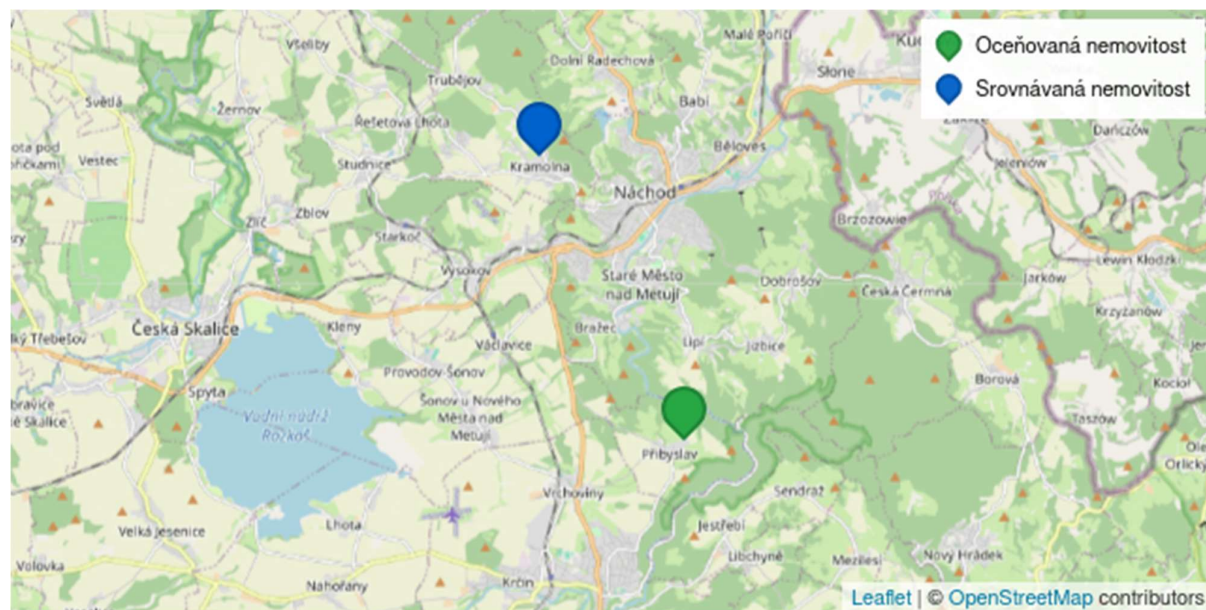 Oceňovaná nemovitost
Srovnávaná nemovitost
Všeliby
Malé Poříčí
Dolní Radechová
Trubějov
Słone
Světlá
Žernov
Babí
Řešetova Lhota
Dańczów
Vestec
Studnice
Kramolna
Běloves
Jeleniów
Náchod
Zblov
Zlíč
Brzozowie
Starkoč
Vysokov
Staré Město
nad Metují
Dobrošov
Česká Čermná
Jarków
Lewin Kłodzki
Krzyżanów
Česká Skalice
Kleny
Bražec
Václavice
Lipí
Jizbice
Provodov-Šonov
Borová
Kocioł
Spyta
Šonov u Nového
Města nad
Metují
Vodní nádrž
Rozkoš
Taszów
Přibyslav
Vrchoviny
Sendraž
Velká Jesenice
Lhota
Jestřebí
Libchyně
Mezilesí
Nový Hrádek
Volovka
Nahořany
Krčín
Leaflet | © OpenStreetMap contributors